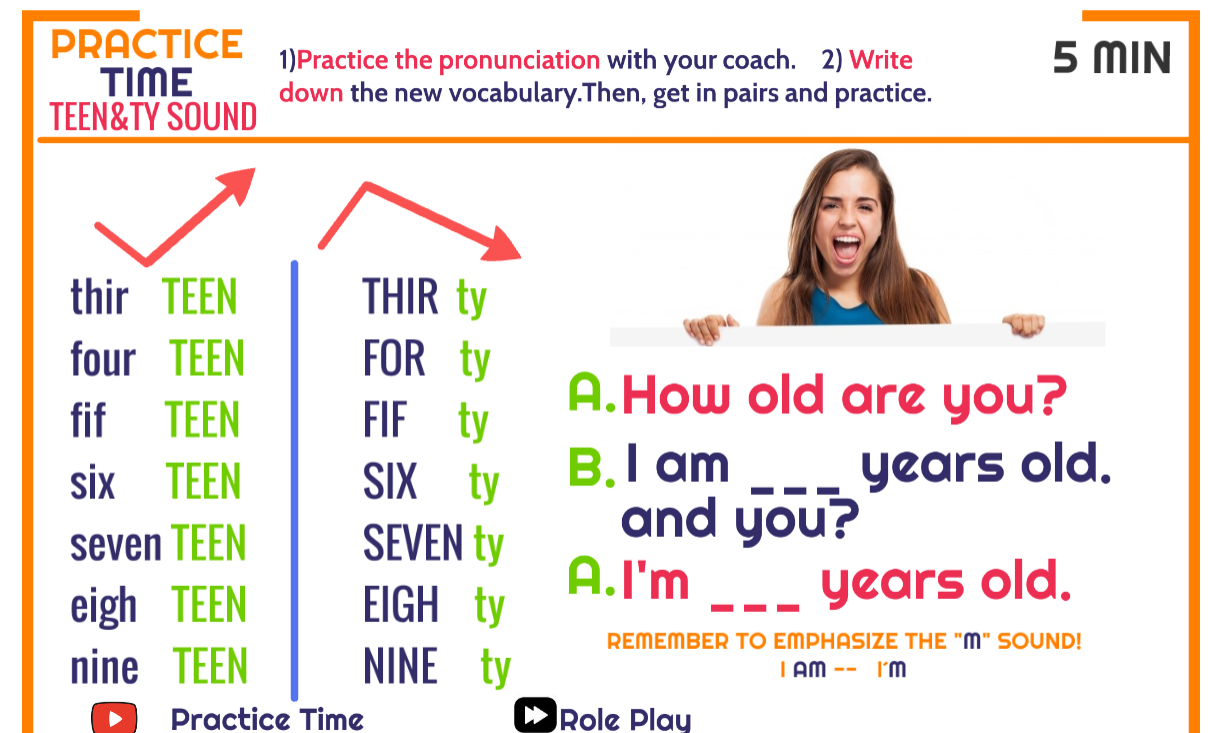 PRACTICE
TIME
TEEN&TY SOUND
1)Practice the pronunciation with your coach. 2) Write
down the new vocabulary.Then, get in pairs and practice.
5 MIN
thir TEEN
four TEEN
fif TEEN
six TEEN
seven TEEN
eigh TEEN
nine TEEN
THIR ty
FOR ty
FIF ty
SIX ty
SEVEN ty
EIGH ty
NINE ty
A. How old are you?
B. I am _ _ _ years old.
and you?
A. I'm _ _ _ years old.
REMEMBER TO EMPHASIZE THE "M" SOUND!
I AM -- I´M
Practice Time
Role Play